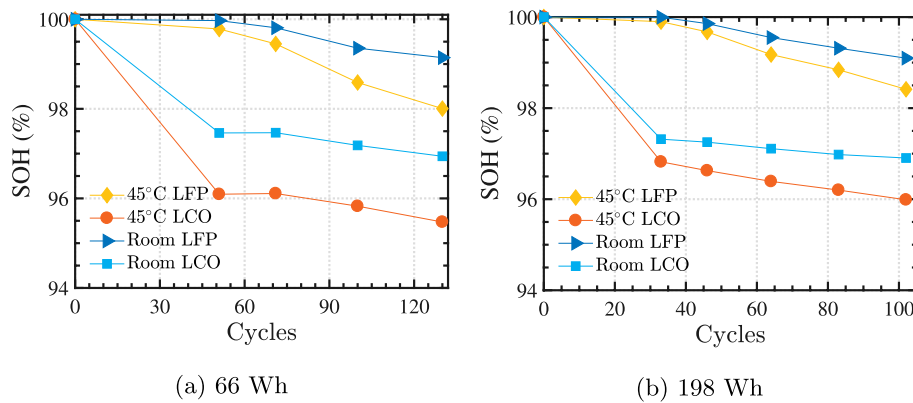 100
98
96
94
SOH (%)
45°C LFP
45°C LCO
Room LFP
Room LCO
0 30 60 90 120
Cycles
(a) 66 Wh
100
98
96
94
SOH (%)
45°C LFP
45°C LCO
Room LFP
Room LCO
0 20 40 60 80 100
Cycles
(b) 198 Wh